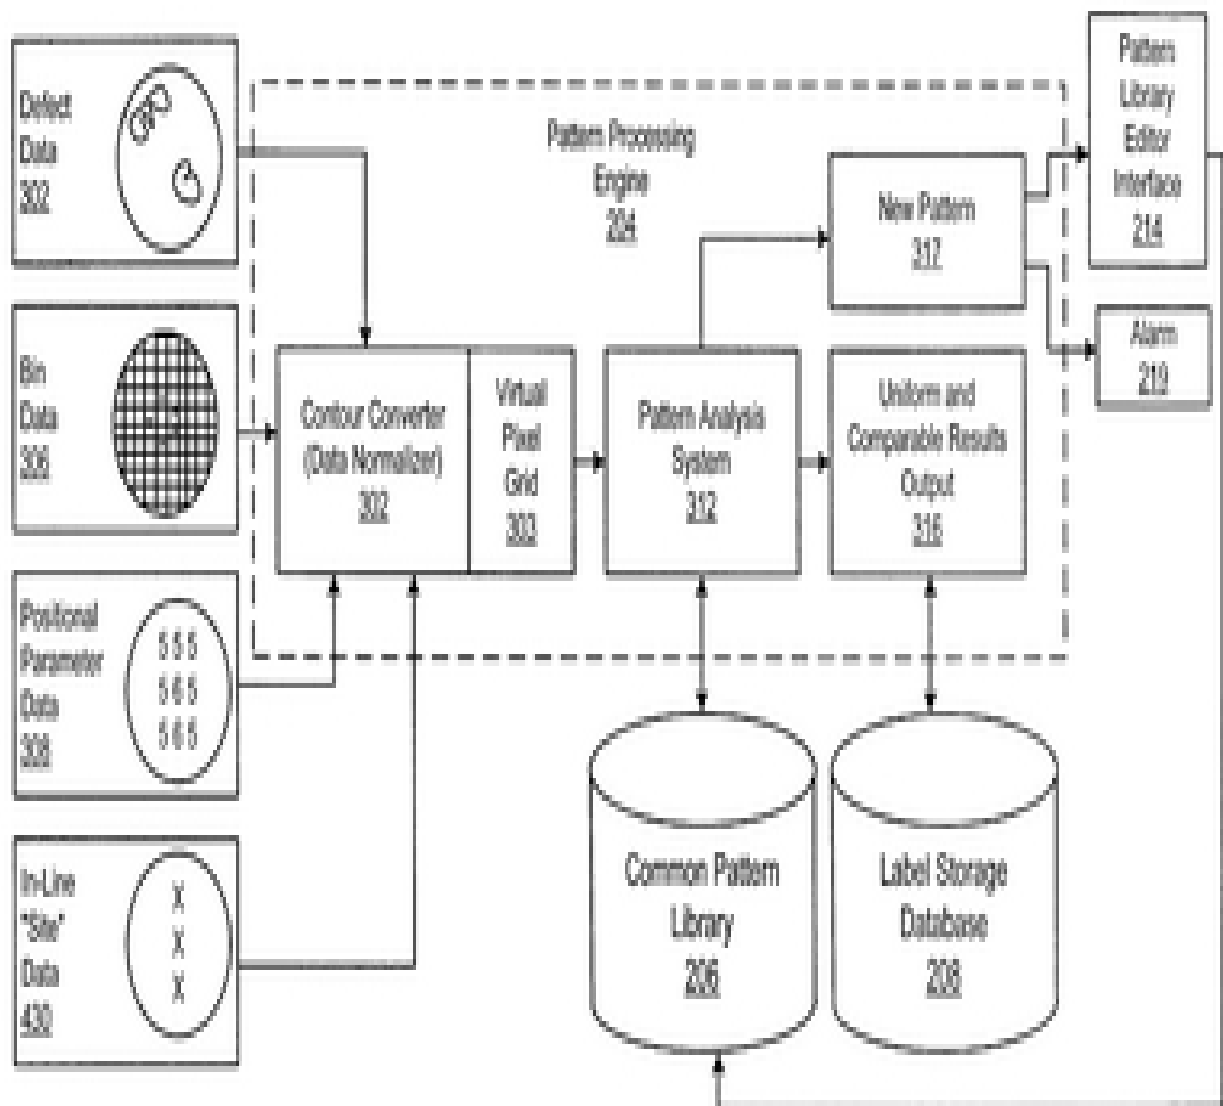 Defect
Data
302
Bin
Data
306
Positional
Parameter
Data
308
5 5 5
5 6 5
5 6 5
In-Line
"Site"
Data
430
X
X
X
Pattern Processing
Engine
204
Contour Converter
(Data Normalizer)
302
Virtual
Pixel
Grid
303
Pattern Analysis
System
312
New Pattern
317
Uniform and
Comparable Results
Output
316
Pattern
Library
Editor
Interface
214
Alarm
219
Common Pattern
Library
206
Label Storage
Database
208